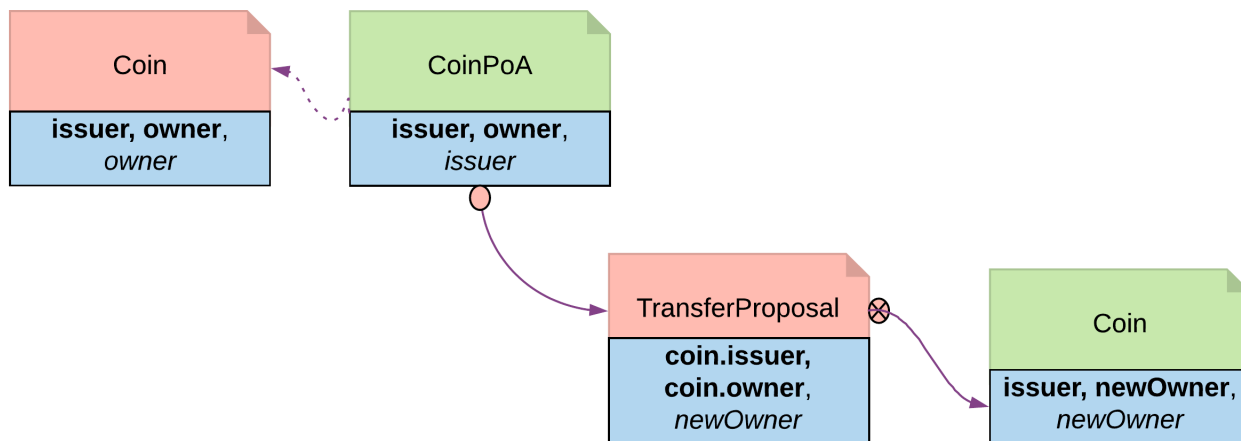 Coin
issuer, owner,
owner
CoinPoA
issuer, owner,
issuer
TransferProposal
coin.issuer,
coin.owner,
newOwner
Coin
issuer, newOwner,
newOwner